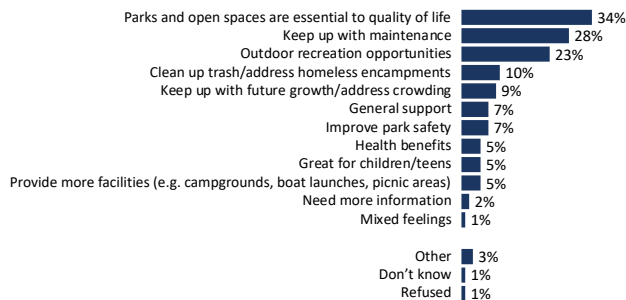 Parks and open spaces are essential to quality of life 34%
Keep up with maintenance 28%
Outdoor recreation opportunities 23%
Clean up trash/address homeless encampments 10%
Keep up with future growth/address crowding 9%
General support 7%
Improve park safety 7%
Health benefits 5%
Great for children/teens 5%
Provide more facilities (e.g. campgrounds, boat launches, picnic areas) 5%
Need more information 2%
Mixed feelings 1%
Other 3%
Don’t know 1%
Refused 1%